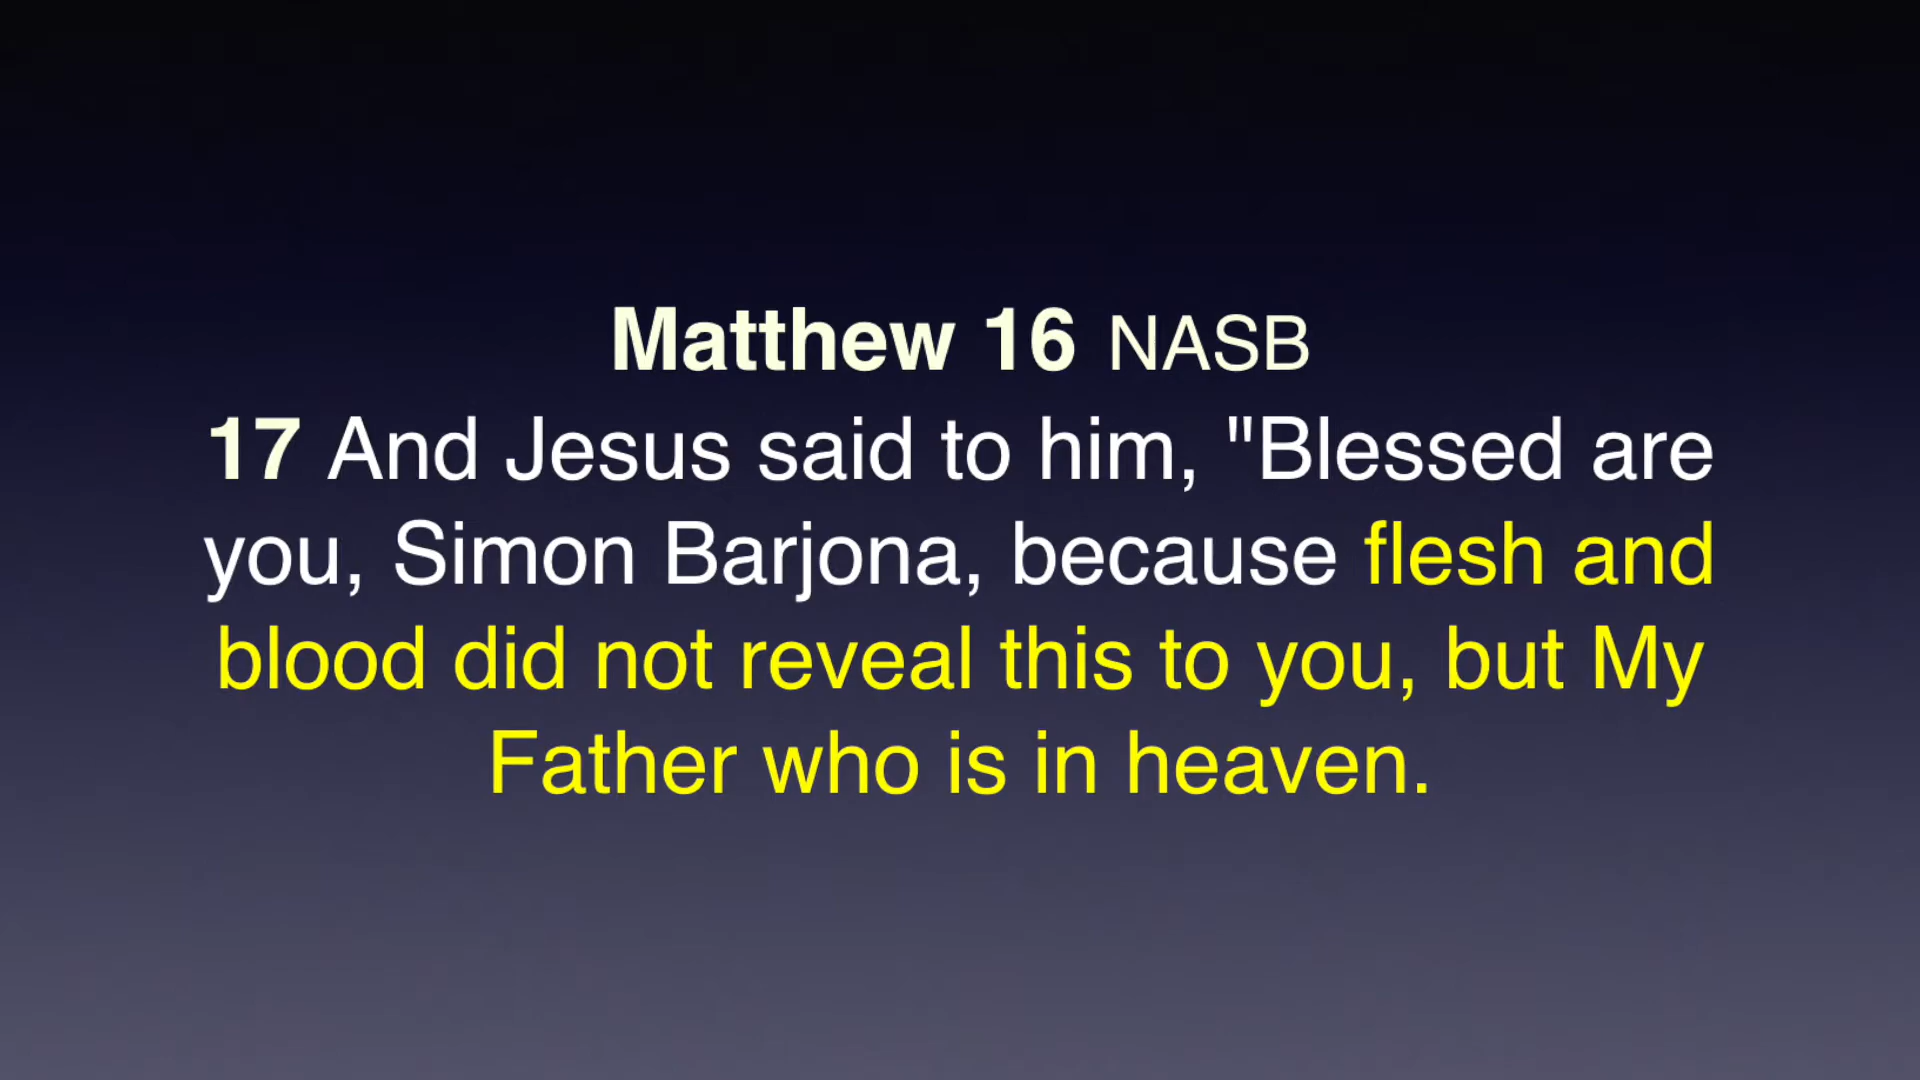 Matthew 16 NASB
17 And Jesus said to him, "Blessed are
you, Simon Barjona, because flesh and
blood did not reveal this to you, but My
Father who is in heaven.